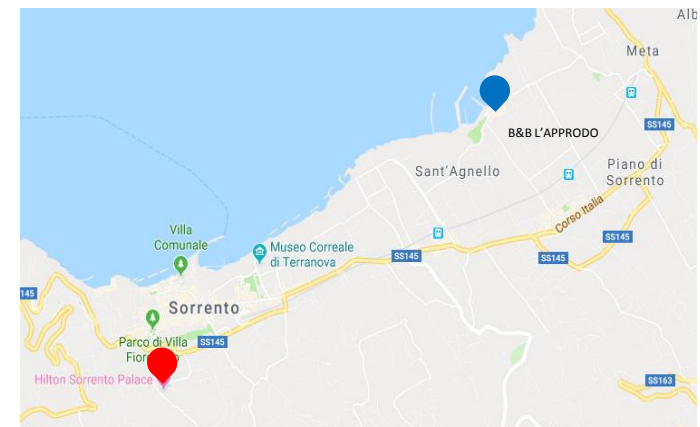 Alb
Meta
B&B L'APPRODO
SS145
Sant'Agnello
Piano di
Sorrento
Corso Italia
Villa
Comunale
Museo Correale
di Terranova
SS145
SS145
SS145
145
Sorrento
Parco di Villa
SS145
Hilton Sorrento Palace
SS163